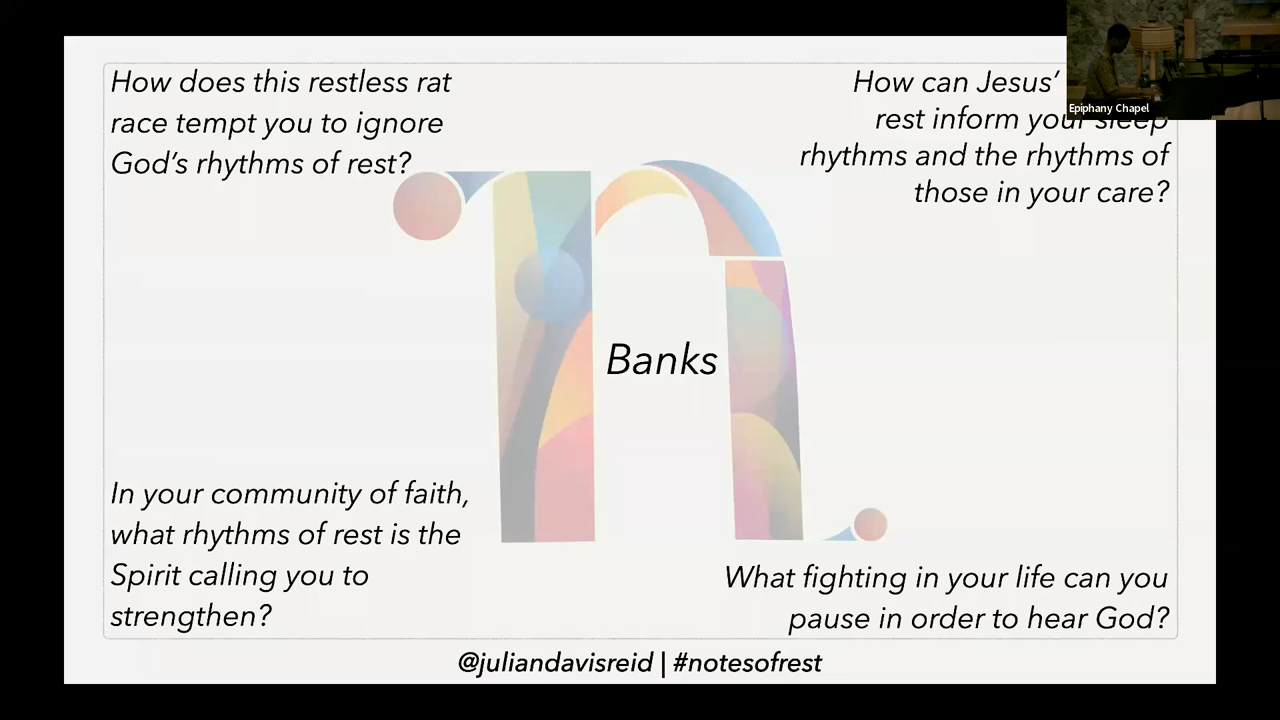 How does this restless rat
race tempt you to ignore
God's rhythms of rest?
How can Jesus'
rest inform your sleep
rhythms and the rhythms of
those in your care?
Epiphany Chapel
Banks
In your community of faith,
what rhythms of rest is the
Spirit calling you to
strengthen?
What fighting in your life can you
pause in order to hear God?
@juliandavisreid | #notesofrest